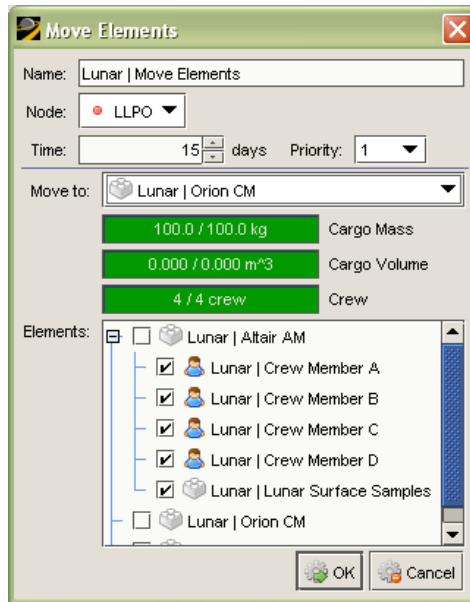 Move Elements
Name: Lunar | Move Elements
Node: LLPO
Time: 15 days Priority: 1
Move to: Lunar | Orion CM
100.0 / 100.0 kg Cargo Mass
0.000 / 0.000 m^3 Cargo Volume
4 / 4 crew Crew
Elements: Lunar | Altair AM
Lunar | Crew Member A
Lunar | Crew Member B
Lunar | Crew Member C
Lunar | Crew Member D
Lunar | Lunar Surface Samples
Lunar | Orion CM
OK Cancel